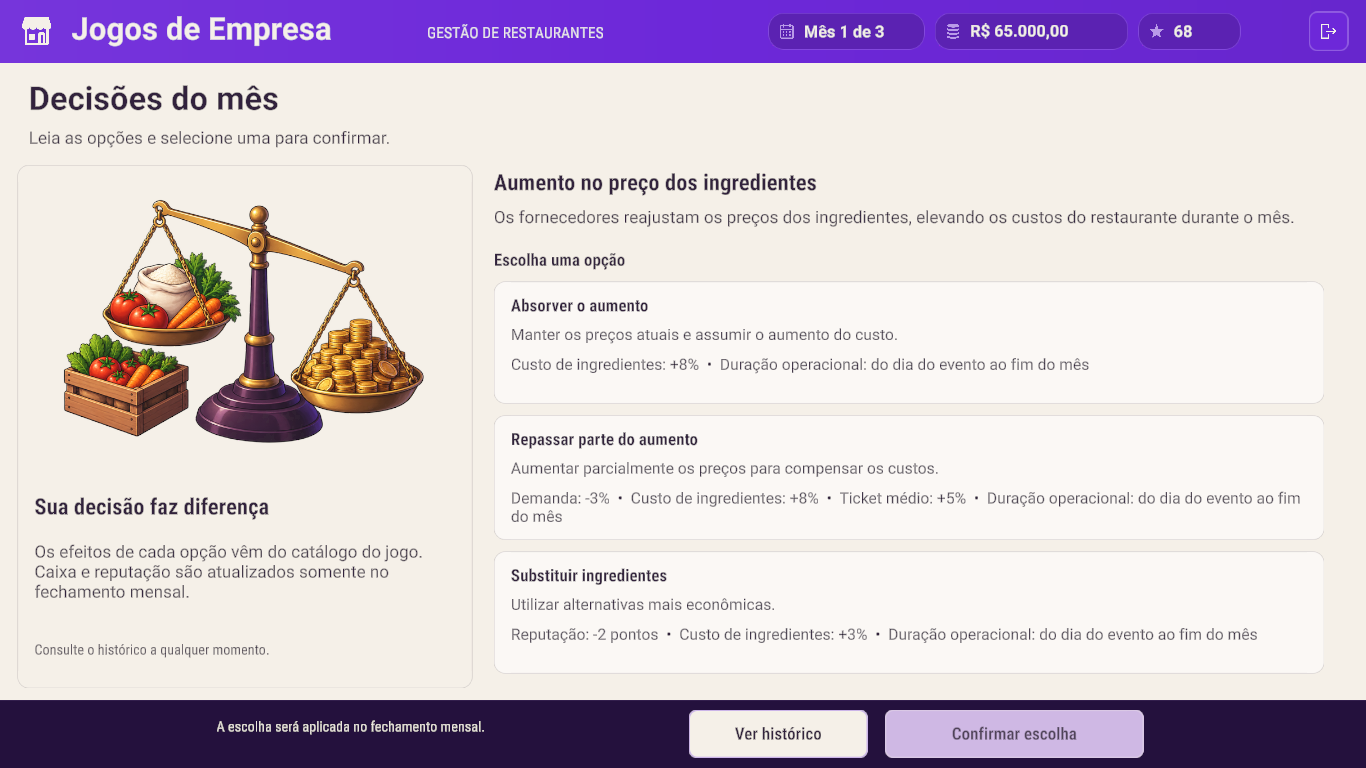 Jogos de Empresa
GESTÃO DE RESTAURANTES
Mês 1 de 3
R$ 65.000,00
68
Decisões do mês
Leia as opções e selecione uma para confirmar.
Sua decisão faz diferença
Os efeitos de cada opção vêm do catálogo do jogo.
Caixa e reputação são atualizados somente no
fechamento mensal.
Consulte o histórico a qualquer momento.
Aumento no preço dos ingredientes
Os fornecedores reajustam os preços dos ingredientes, elevando os custos do restaurante durante o mês.
Escolha uma opção
Absorver o aumento
Manter os preços atuais e assumir o aumento do custo.
Custo de ingredientes: +8% • Duração operacional: do dia do evento ao fim do mês
Repassar parte do aumento
Aumentar parcialmente os preços para compensar os custos.
Demanda: -3% • Custo de ingredientes: +8% • Ticket médio: +5% • Duração operacional: do dia do evento ao fim
do mês
Substituir ingredientes
Utilizar alternativas mais econômicas.
Reputação: -2 pontos • Custo de ingredientes: +3% • Duração operacional: do dia do evento ao fim do mês
A escolha será aplicada no fechamento mensal.
Ver histórico
Confirmar escolha